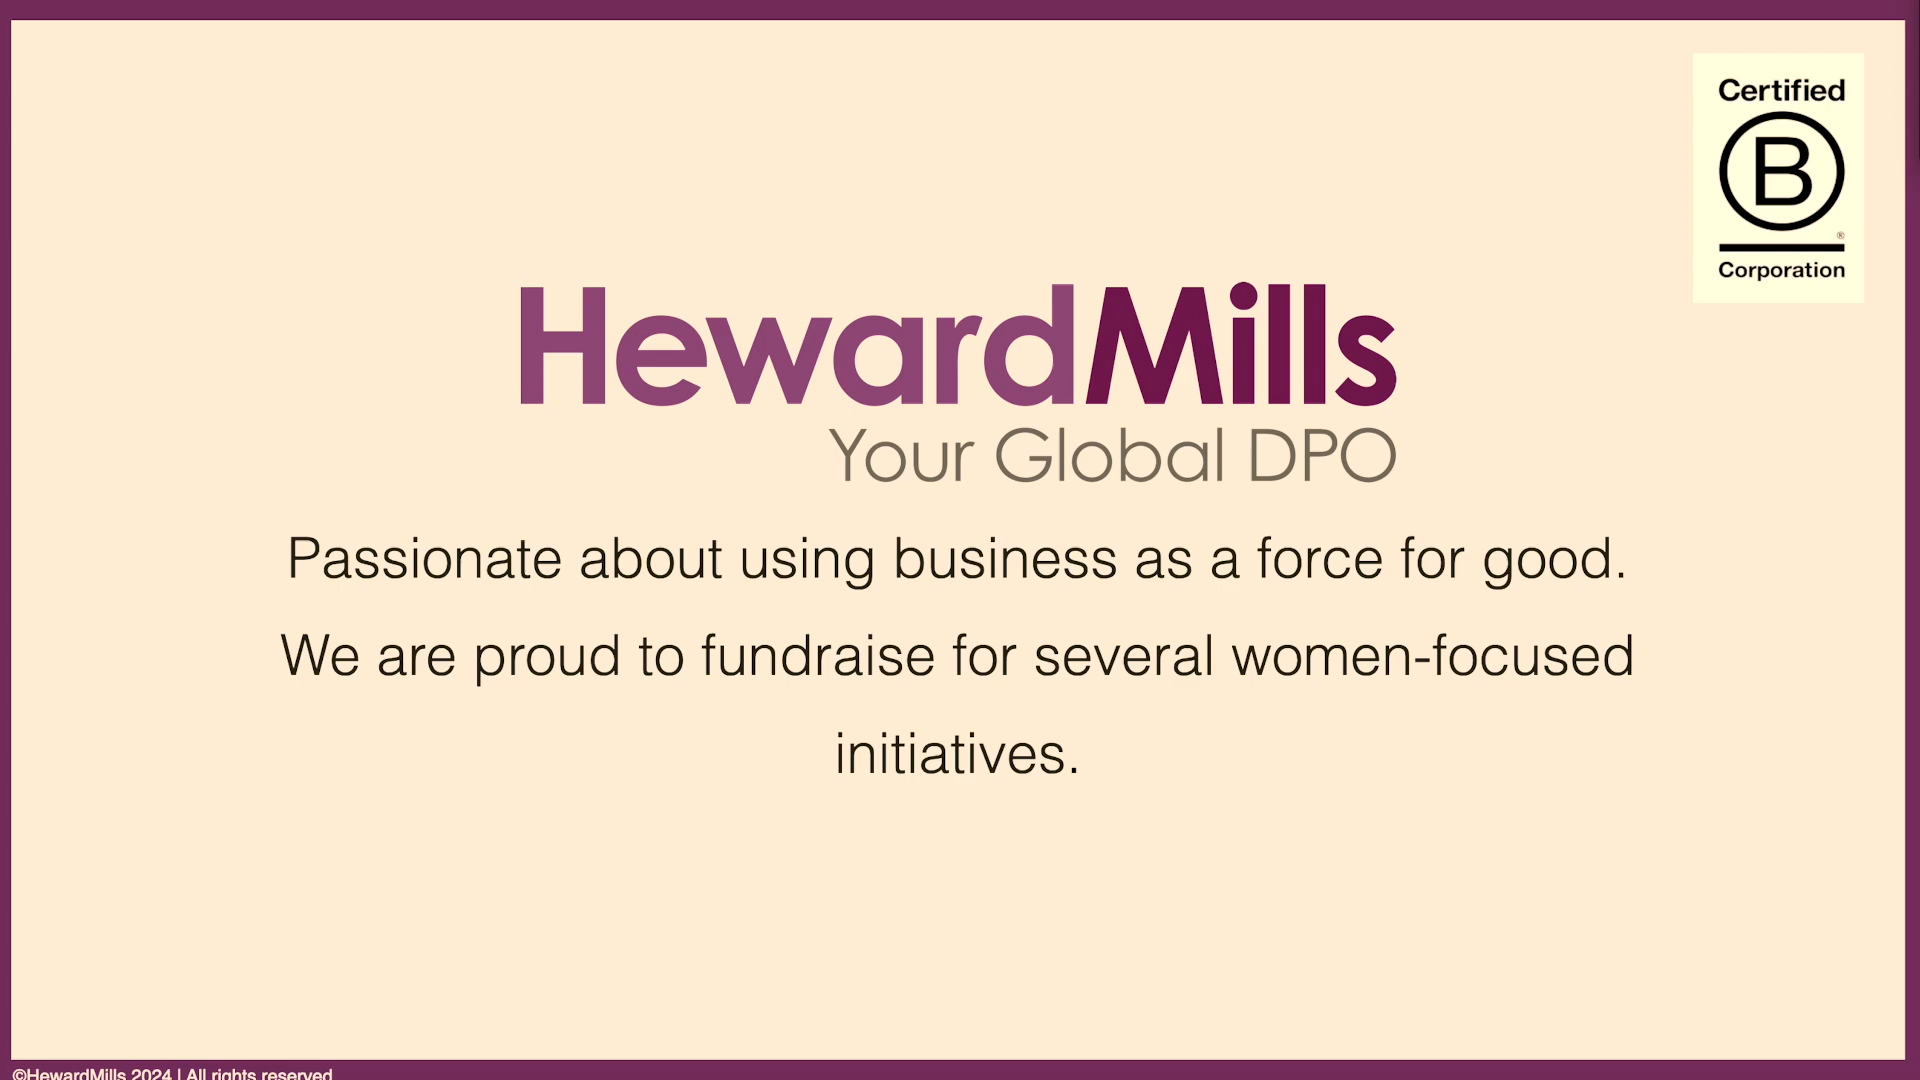 Certified
B
®
Corporation
HewardMills
Your Global DPO
Passionate about using business as a force for good.
We are proud to fundraise for several women-focused
initiatives.
©HewardMills 2024 | All rights reserved